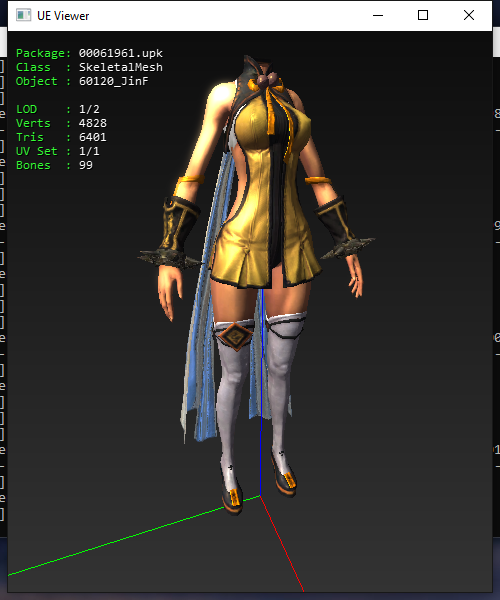 UE Viewer
Package: 00061961.upk
Class  : SkeletalMesh
Object : 60120_JinF
LOD    : 1/2
Verts  : 4828
Tris   : 6401
UV Set : 1/1
Bones  : 99